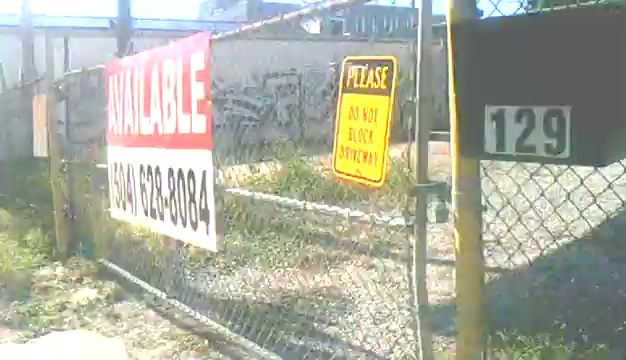 AVAILABLE
(504) 628-8084
PLEASE
DO NOT
BLOCK
DRIVEWAY
129